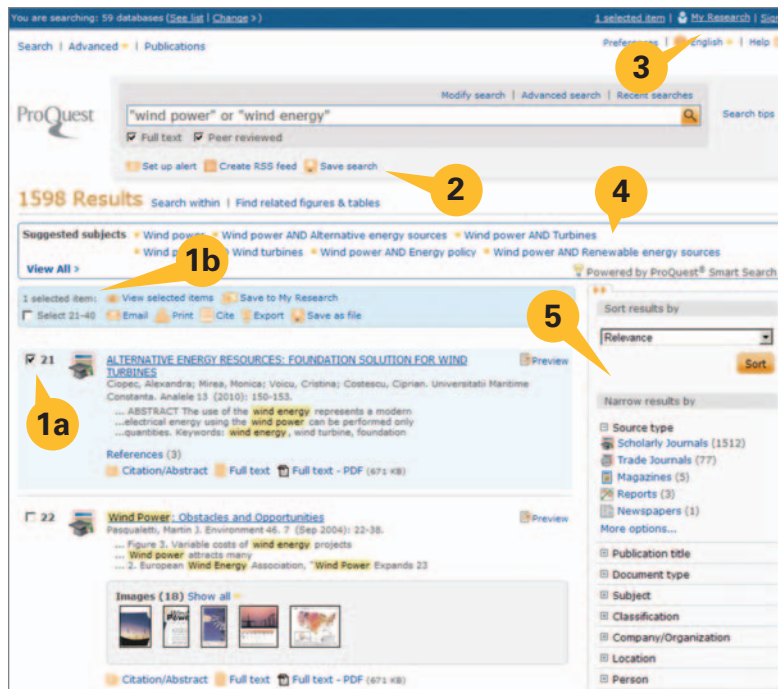 You are searching: 59 databases (See list | Change >)
1 selected item | My Research | Sign
Search | Advanced | Publications
Preferences | English | Help
3
Modify search | Advanced search | Recent searches
ProQuest
"wind power" or "wind energy"
Search tips
Full text Peer reviewed
Set up alert Create RSS feed Save search
2
4
1598 Results Search within | Find related figures & tables
Suggested subjects Wind power Wind power AND Alternative energy sources Wind power AND Turbines
Wind Wind turbines Wind power AND Energy policy Wind power AND Renewable energy sources
1b
View All >
Powered by ProQuest® Smart Search
1 selected item: View selected items Save to My Research
Select 21-40 Email Print Cite Export Save as file
5
Sort results by
Relevance
Sort
21 ALTERNATIVE ENERGY RESOURCES: FOUNDATION SOLUTION FOR WIND
TURBINES
Preview
Ciopec, Alexandra; Mirea, Monica; Voicu, Cristina; Costescu, Ciprian. Universitatii Maritime
Constanta. Analele 13 (2010): 150-153.
1a
... ABSTRACT The use of the wind energy represents a modern
...electrical energy using the wind power can be performed only
...quantities. Keywords: wind energy, wind turbine, foundation
References (3)
Citation/Abstract Full text Full text - PDF (671 KB)
Narrow results by
Source type
Scholarly Journals (1512)
Trade Journals (77)
Magazines (5)
Reports (3)
Newspapers (1)
More options...
Publication title
Document type
Subject
Classification
Company/Organization
Location
Person
22 Wind Power: Obstacles and Opportunities
Preview
Pasqualetti, Martin J. Environment 46. 7 (Sep 2004): 22-38.
... Figure 3. Variable costs of wind energy projects
... Wind power attracts many
... 2. European Wind Energy Association, "Wind Power Expands 23
Images (18) Show all
Citation/Abstract Full text Full text - PDF (671 KB)